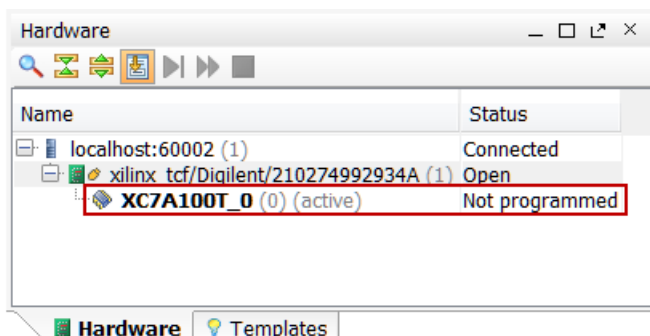 Hardware
Name Status
localhost:60002 (1) Connected
xilinx_tcf/Digilent/210274992934A (1) Open
XC7A100T_0 (0) (active) Not programmed
Hardware Templates